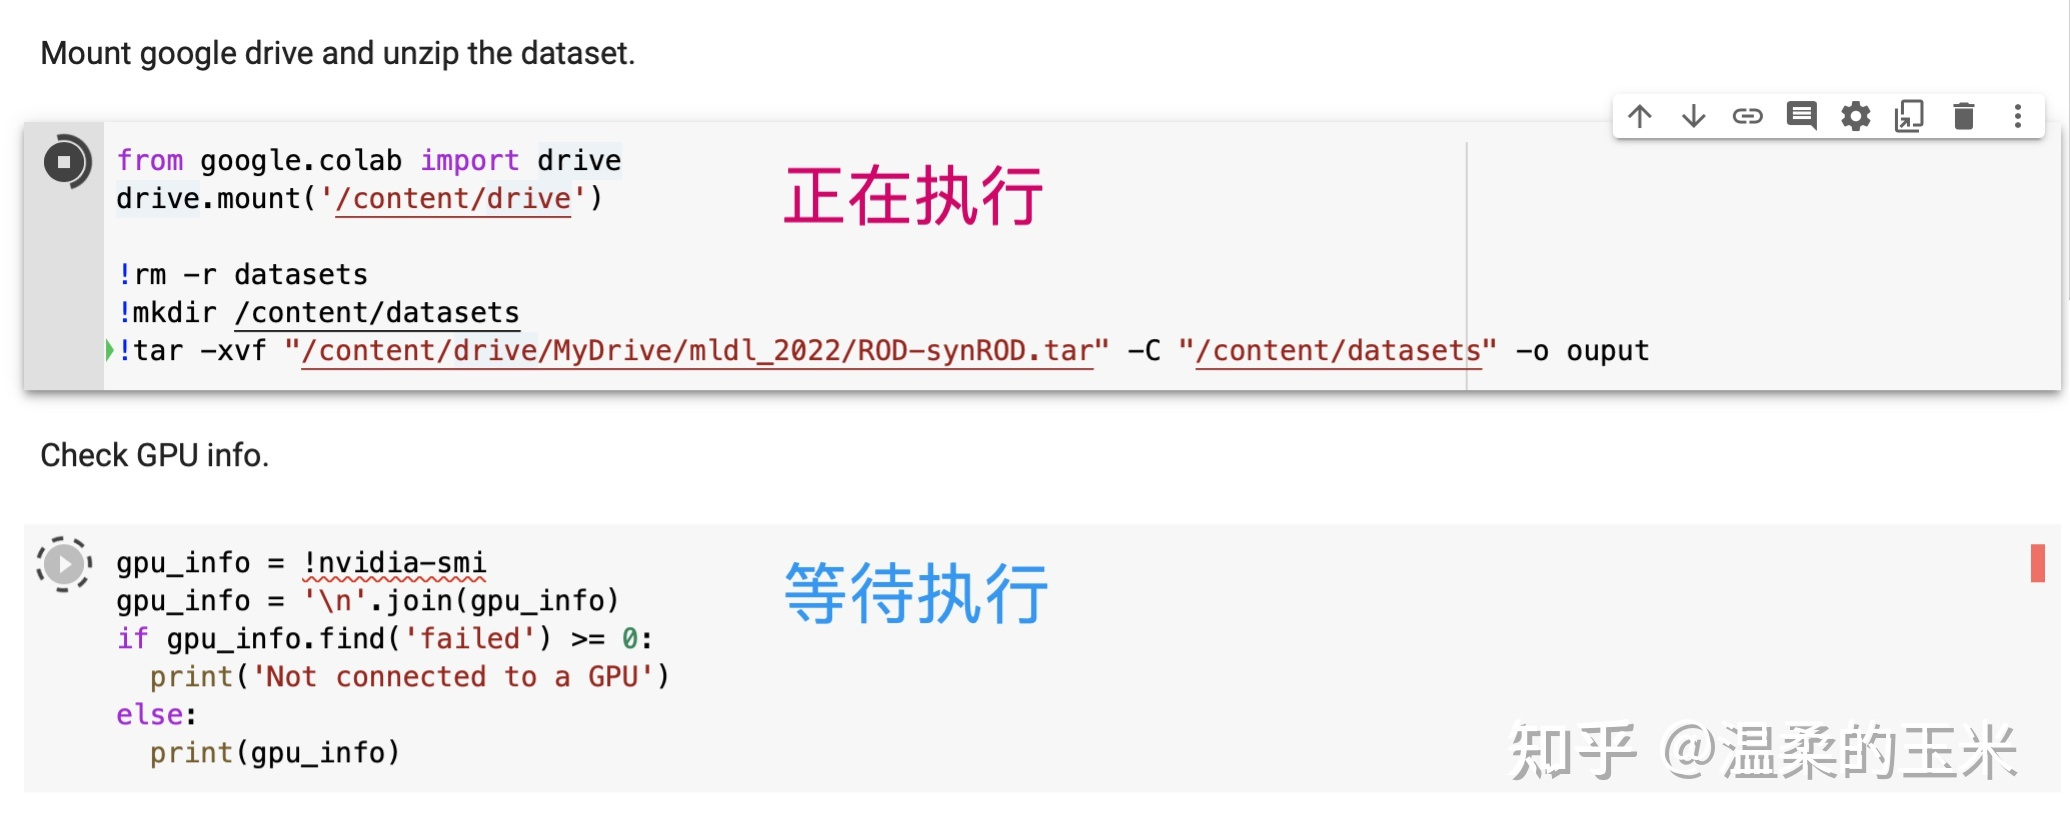 Mount google drive and unzip the dataset.
from google.colab import drive
drive.mount('/content/drive')
正在执行
!rm -r datasets
!mkdir /content/datasets
!tar -xvf "/content/drive/MyDrive/mldl_2022/ROD-synROD.tar" -C "/content/datasets" -o ouput
Check GPU info.
gpu_info = !nvidia-smi
gpu_info = '\n'.join(gpu_info)
等待执行
if gpu_info.find('failed') >= 0:
  print('Not connected to a GPU')
else:
  print(gpu_info)
知乎 @温柔的玉米